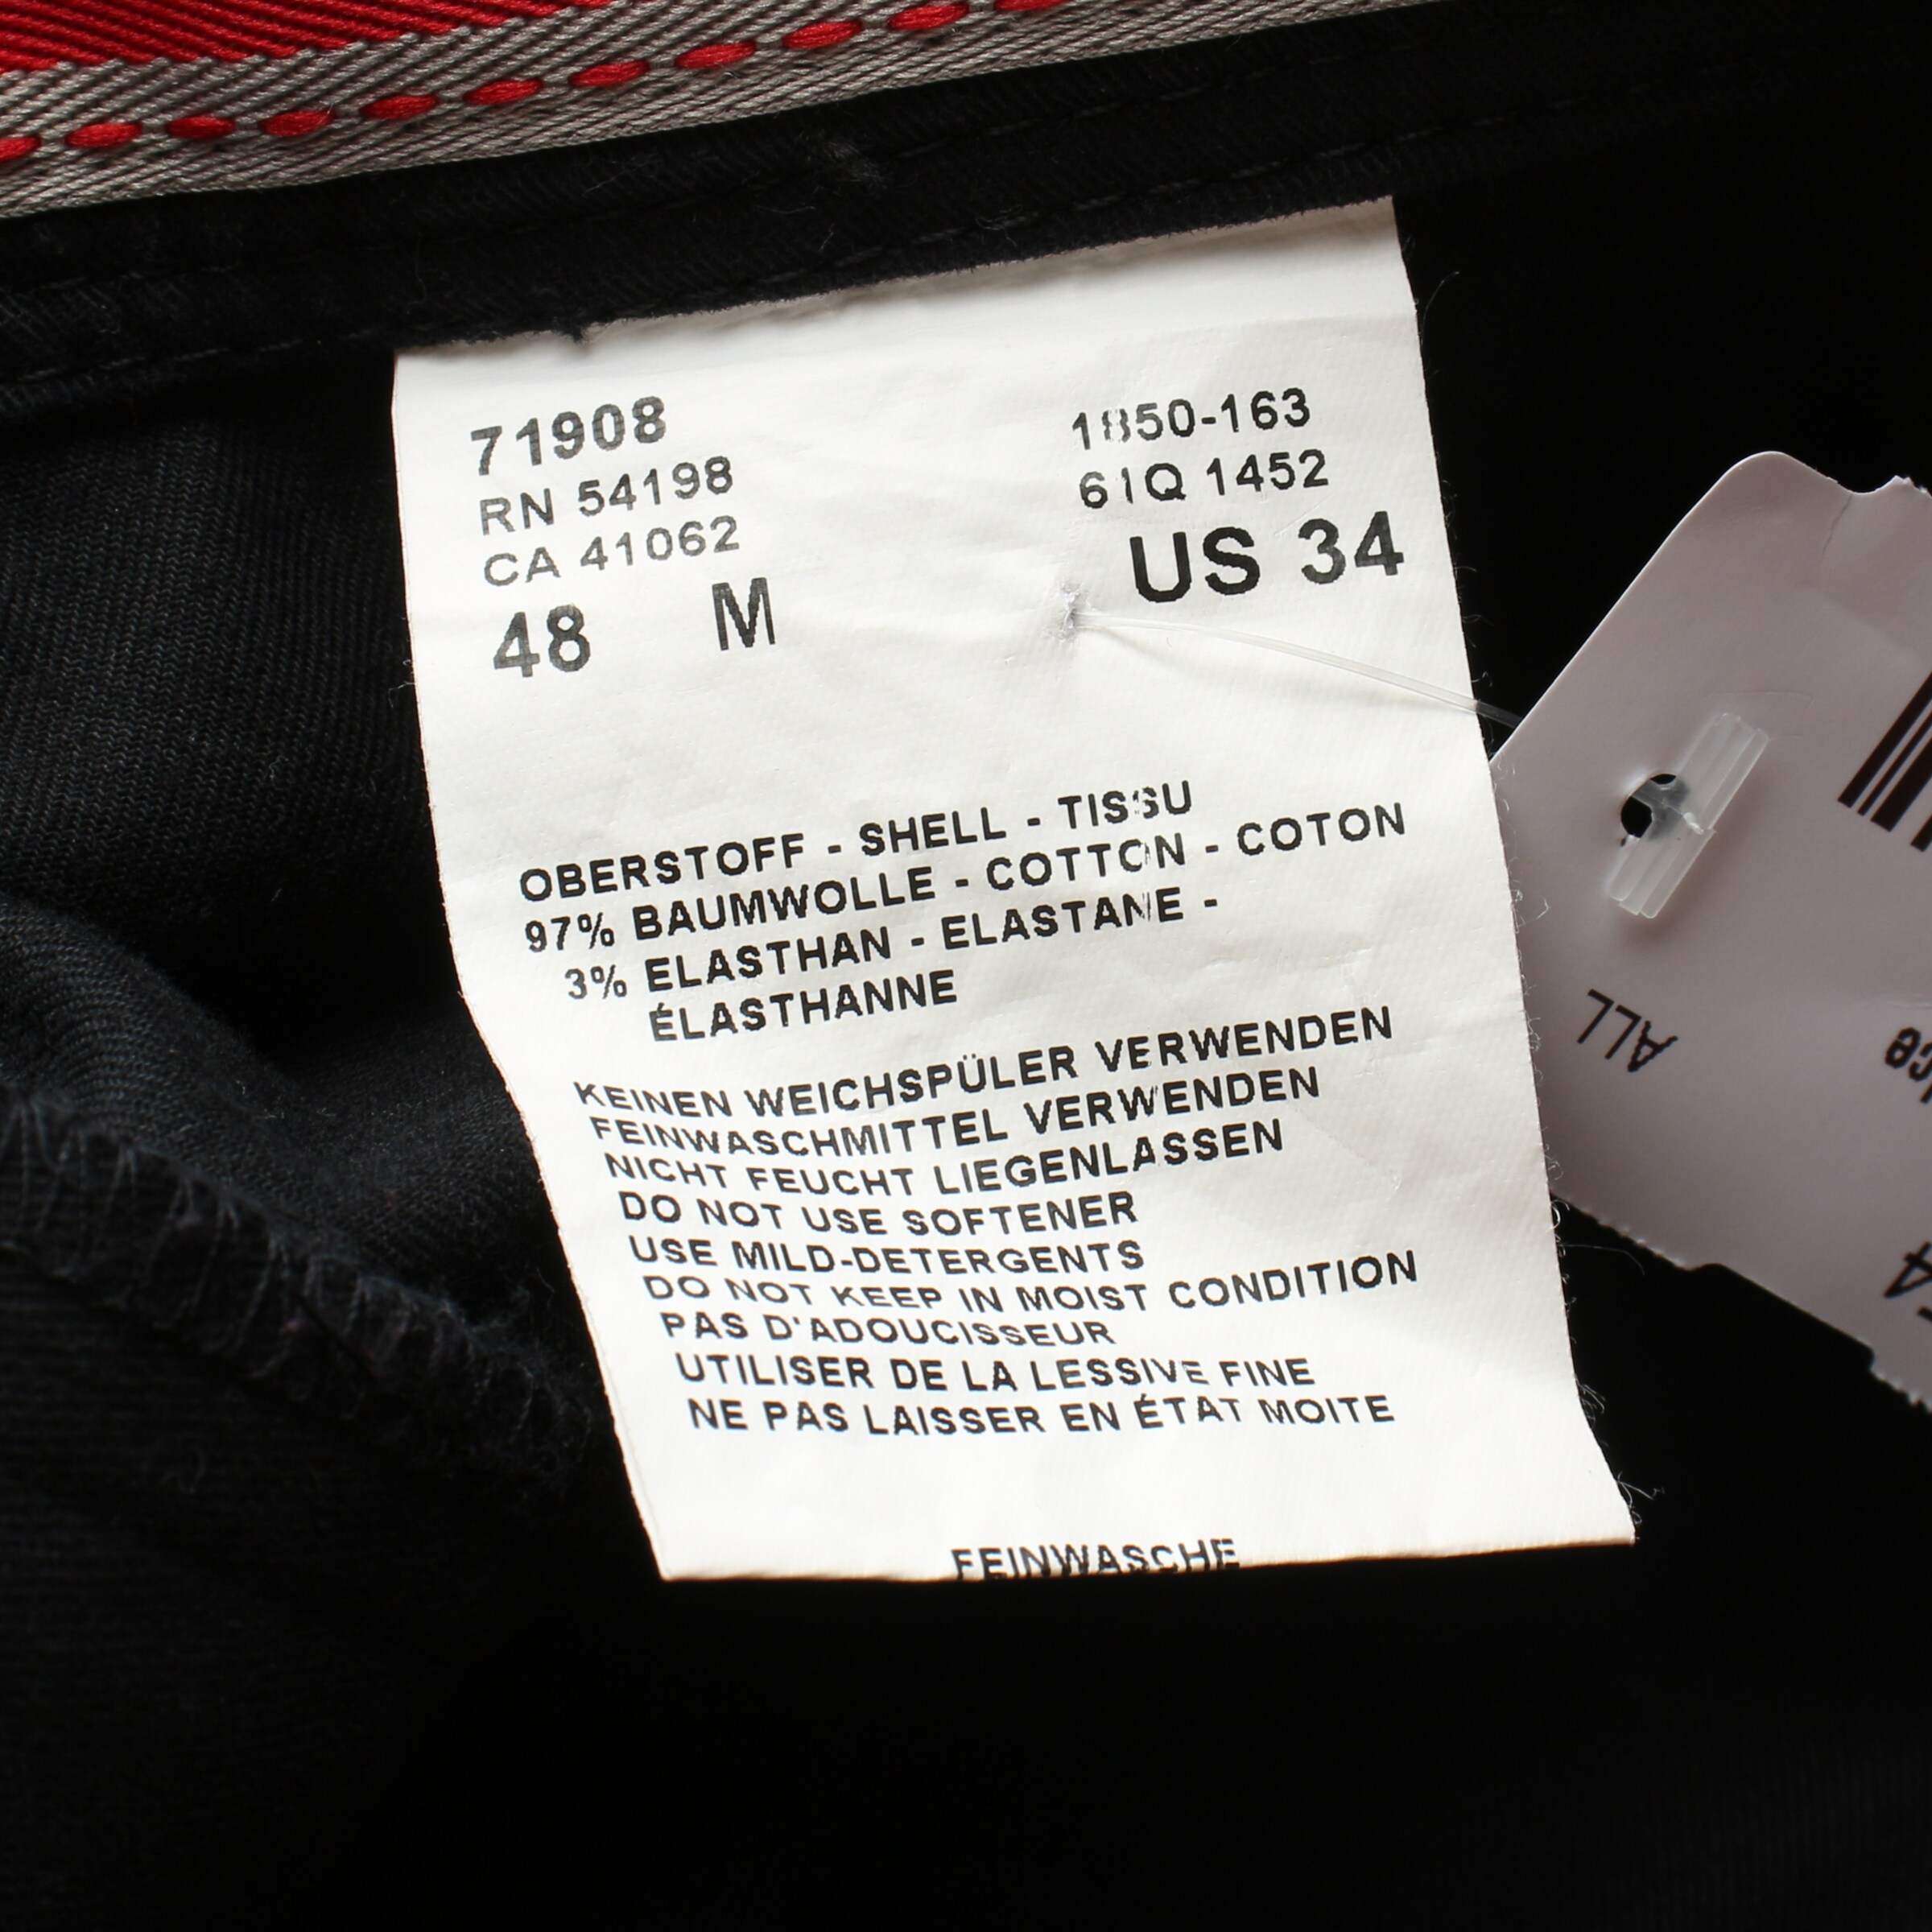 71908
RN 54198
CA 41062
48 M
1850-163
61Q 1452
US 34
OBERSTOFF - SHELL - TISSU
97% BAUMWOLLE - COTTON - COTON
3% ELASTHAN - ELASTANE -
ÉLASTHANNE
KEINEN WEICHSPÜLER VERWENDEN
FEINWASCHMITTEL VERWENDEN
NICHT FEUCHT LIEGENLASSEN
DO NOT USE SOFTENER
USE MILD-DETERGENTS
DO NOT KEEP IN MOIST CONDITION
PAS D'ADOUCISSEUR
UTILISER DE LA LESSIVE FINE
NE PAS LAISSER EN ÉTAT MOITE
FEINWASCHE
ALL